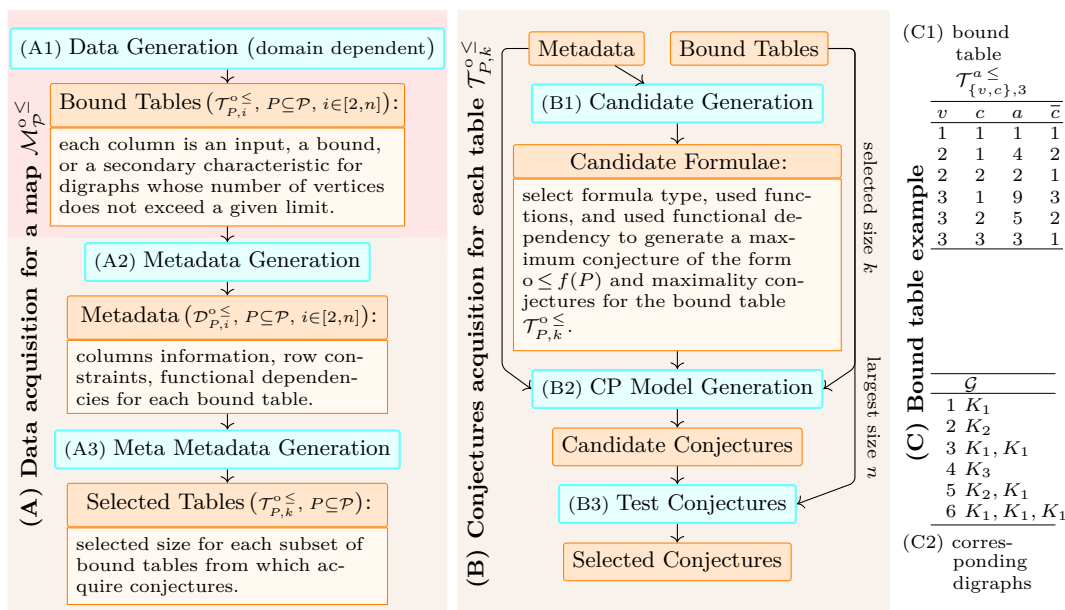 (A) Data acquisition for a map ℳ_𝒫^{o ≤}
(A1) Data Generation (domain dependent)
Bound Tables (𝒯_{P,i}^{o ≤}, P⊆𝒫, i∈[2,n]):
each column is an input, a bound,
or a secondary characteristic for
digraphs whose number of vertices
does not exceed a given limit.
(A2) Metadata Generation
Metadata (𝒟_{P,i}^{o ≤}, P⊆𝒫, i∈[2,n]):
columns information, row con-
straints, functional dependen-
cies for each bound table.
(A3) Meta Metadata Generation
Selected Tables (𝒯_{P,k}^{o ≤}, P⊆𝒫):
selected size for each subset of
bound tables from which ac-
quire conjectures.
(B) Conjectures acquisition for each table 𝒯_{P,k}^{o ≤}
Metadata
Bound Tables
(B1) Candidate Generation
Candidate Formulae:
select formula type, used func-
tions, and used functional de-
pendency to generate a maxi-
mum conjecture of the form
o ≤ f(P) and maximality con-
jectures for the bound table
𝒯_{P,k}^{o ≤}.
(B2) CP Model Generation
Candidate Conjectures
(B3) Test Conjectures
Selected Conjectures
selected size k
largest size n
(C) Bound table example
(C1) bound
table
𝒯_{{v,c},3}^{a ≤}
v c a c̅
1 1 1 1
2 1 4 2
2 2 2 1
3 1 9 3
3 2 5 2
3 3 3 1
𝒢
1 K₁
2 K₂
3 K₁, K₁
4 K₃
5 K₂, K₁
6 K₁, K₁, K₁
(C2) corres-
ponding
digraphs